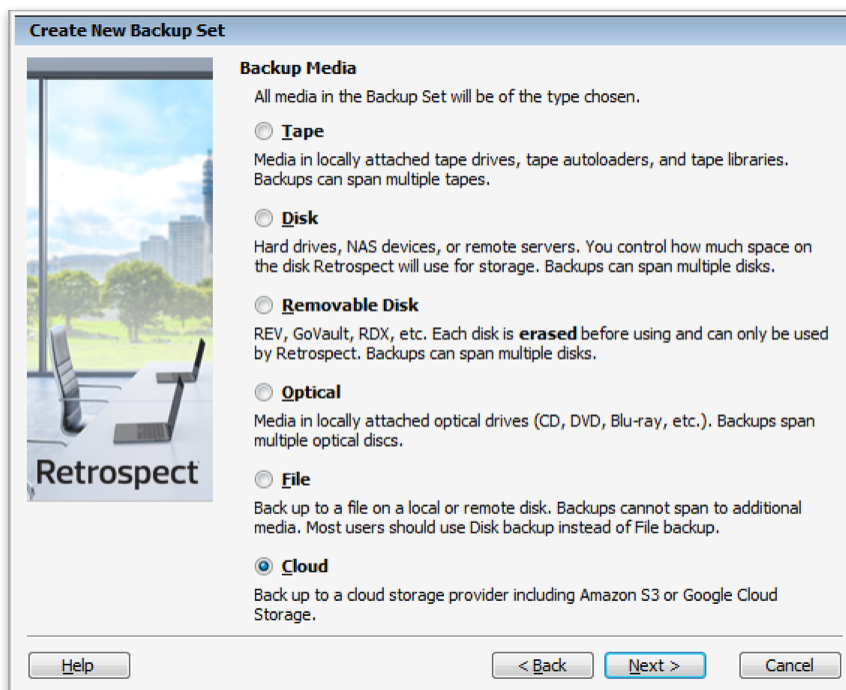 Create New Backup Set
Backup Media
All media in the Backup Set will be of the type chosen.
Tape
Media in locally attached tape drives, tape autoloaders, and tape libraries.
Backups can span multiple tapes.
Disk
Hard drives, NAS devices, or remote servers. You control how much space on
the disk Retrospect will use for storage. Backups can span multiple disks.
Removable Disk
REV, GoVault, RDX, etc. Each disk is erased before using and can only be used
by Retrospect. Backups can span multiple disks.
Optical
Media in locally attached optical drives (CD, DVD, Blu-ray, etc.). Backups span
multiple optical discs.
File
Back up to a file on a local or remote disk. Backups cannot span to additional
media. Most users should use Disk backup instead of File backup.
Cloud
Back up to a cloud storage provider including Amazon S3 or Google Cloud
Storage.
Retrospect
Help
< Back
Next >
Cancel